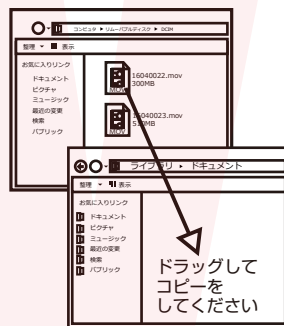 コンピュータ ▸ リムーバブルディスク ▸ DCIM
整理 ▾ 表示
お気に入りリンク
ドキュメント
ピクチャ
ミュージック
最近の変更
検索
パブリック
16040022.mov
300MB
MOV
16040023.mov
MOV
ライブラリ ▸ ドキュメント
整理 ▾ 表示
お気に入りリンク
ドキュメント
ピクチャ
ミュージック
最近の変更
検索
パブリック
ドラッグして
コピーを
してください